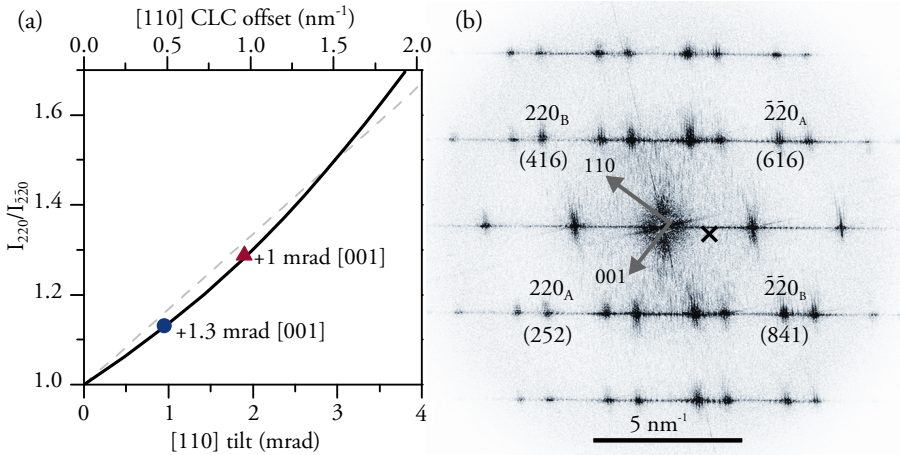 (a)
[110] CLC offset (nm⁻¹)
0.0 0.5 1.0 1.5 2.0
1.6
1.4
1.2
1.0
I₂₂₀/I₂̄₂̄₀
+1 mrad [001]
+1.3 mrad [001]
0 1 2 3 4
[110] tilt (mrad)
(b)
220_B
(416)
2̄2̄0_A
(616)
110
001
220_A
(252)
2̄2̄0_B
(841)
5 nm⁻¹